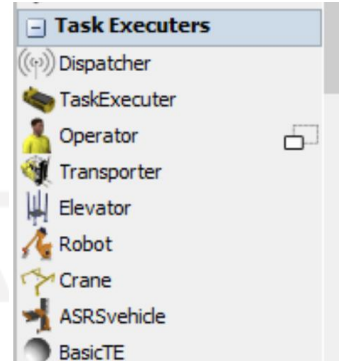 Task Executers
Dispatcher
TaskExecuter
Operator
Transporter
Elevator
Robot
Crane
ASRSvehicle
BasicTE